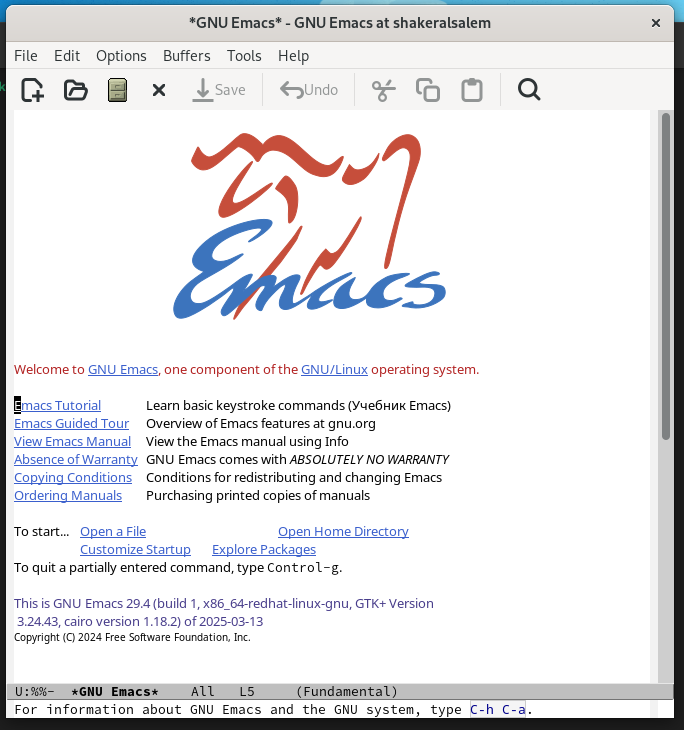 *GNU Emacs* - GNU Emacs at shakeralsalem
File Edit Options Buffers Tools Help
Save Undo
Emacs
Welcome to GNU Emacs, one component of the GNU/Linux operating system.
Emacs Tutorial Learn basic keystroke commands (Учебник Emacs)
Emacs Guided Tour Overview of Emacs features at gnu.org
View Emacs Manual View the Emacs manual using Info
Absence of Warranty GNU Emacs comes with ABSOLUTELY NO WARRANTY
Copying Conditions Conditions for redistributing and changing Emacs
Ordering Manuals Purchasing printed copies of manuals
To start... Open a File Open Home Directory
Customize Startup Explore Packages
To quit a partially entered command, type Control-g.
This is GNU Emacs 29.4 (build 1, x86_64-redhat-linux-gnu, GTK+ Version
3.24.43, cairo version 1.18.2) of 2025-03-13
Copyright (C) 2024 Free Software Foundation, Inc.
U:%%- *GNU Emacs* All L5 (Fundamental)
For information about GNU Emacs and the GNU system, type C-h C-a.